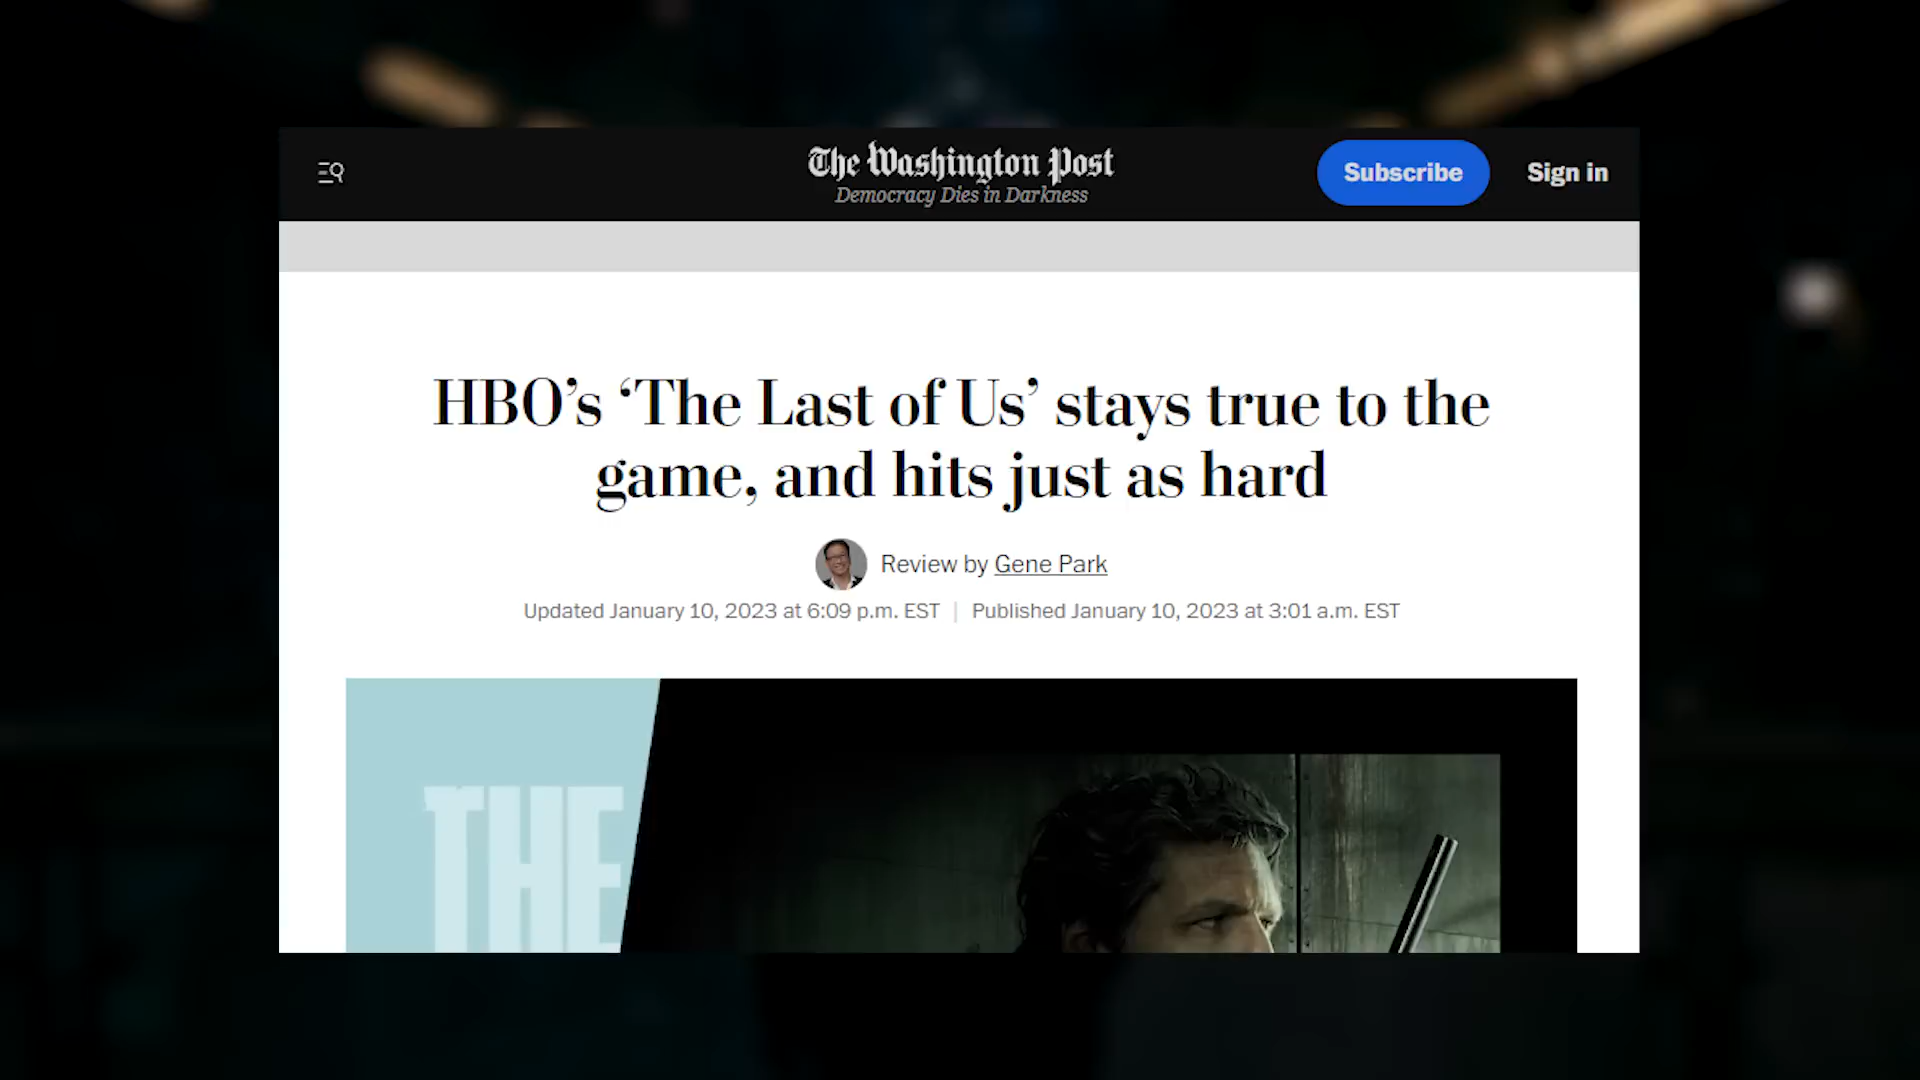 The Washington Post
Democracy Dies in Darkness
Subscribe
Sign in
HBO’s ‘The Last of Us’ stays true to the
game, and hits just as hard
Review by Gene Park
Updated January 10, 2023 at 6:09 p.m. EST | Published January 10, 2023 at 3:01 a.m. EST
THE